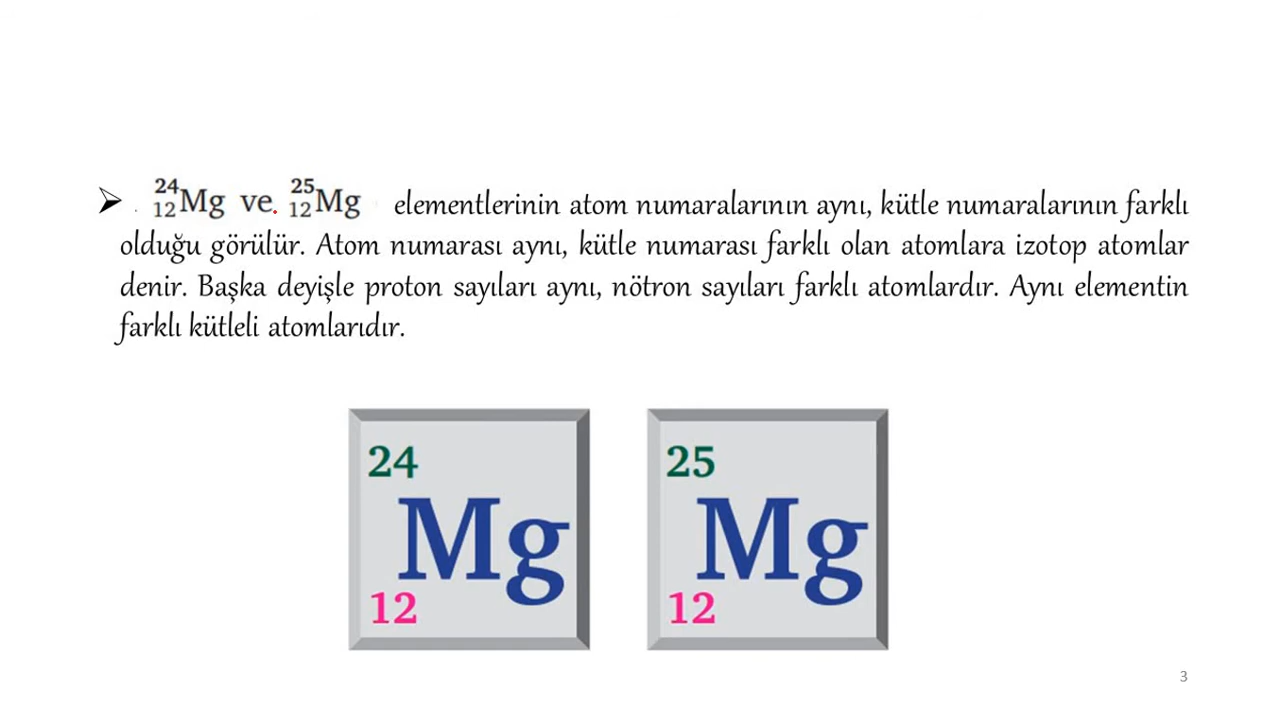 ➢ . ²⁴₁₂Mg ve. ²⁵₁₂Mg elementlerinin atom numaralarının aynı, kütle numaralarının farklı
olduğu görülür. Atom numarası aynı, kütle numarası farklı olan atomlara izotop atomlar
denir. Başka deyişle proton sayıları aynı, nötron sayıları farklı atomlardır. Aynı elementin
farklı kütleli atomlarıdır.
24
Mg
12
25
Mg
12
3